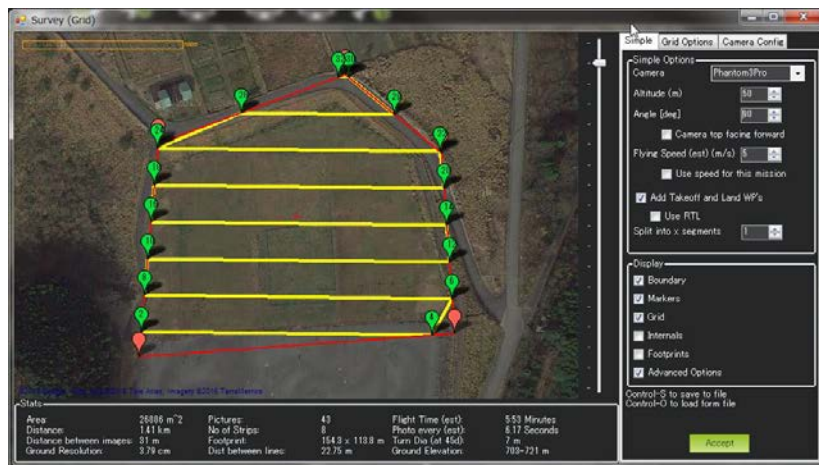 Survey (Grid)
Simple Grid Options Camera Config
Simple Options
Camera Phantom3Pro
Altitude (m) 50
Angle [deg] 90
Camera top facing forward
Flying Speed (est) (m/s) 5
Use speed for this mission
Add Takeoff and Land WP's
Use RTL
Split into x segments 1
Display
Boundary
Markers
Grid
Internals
Footprints
Advanced Options
Control-S to save to file
Control-O to load form file
Accept
Stats
Area: 26886 m^2 Pictures: 43 Flight Time (est): 5:53 Minutes
Distance: 1.41 km No of Strips: 8 Photo every (est): 6.17 Seconds
Distance between images: 31 m Footprint: 154.3 x 113.8 m Turn Dia (at 45d): 7 m
Ground Resolution: 3.79 cm Dist between lines: 22.75 m Ground Elevation: 703-721 m